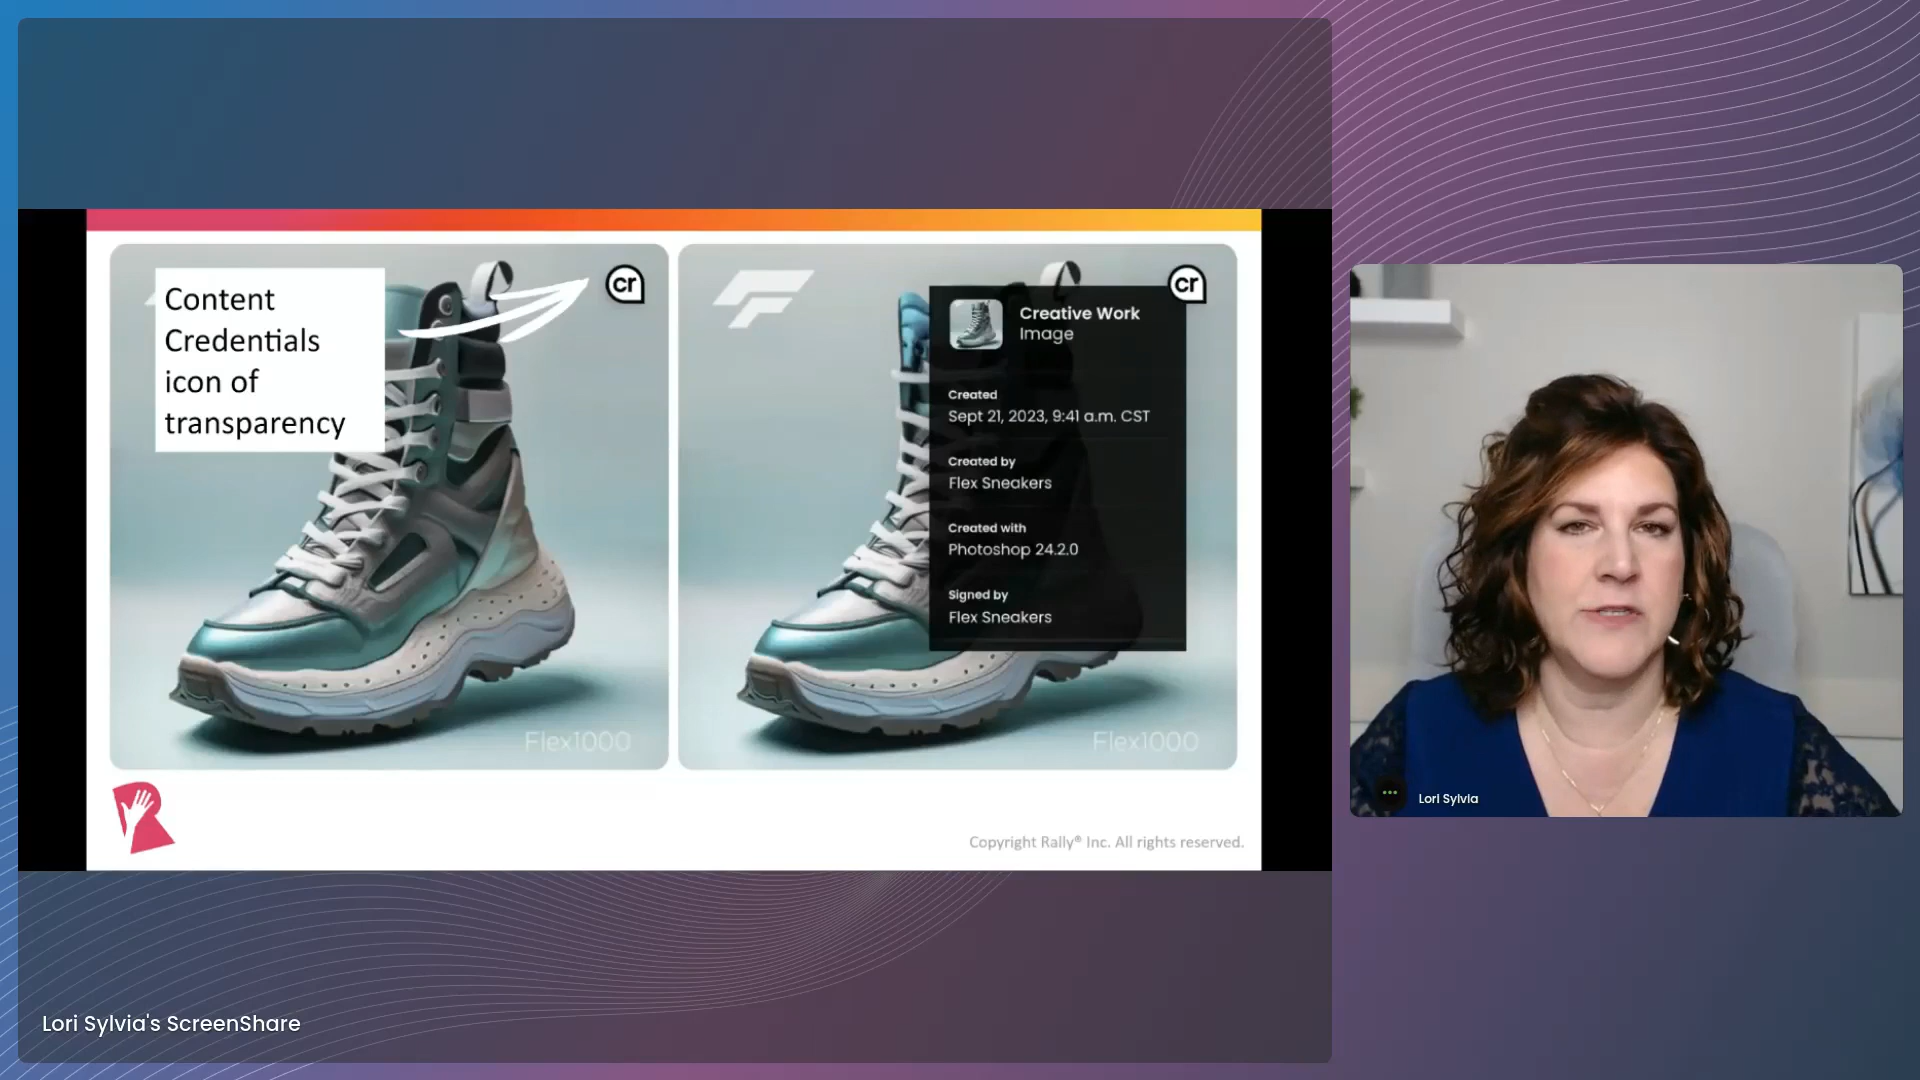 Content
Credentials
icon of
transparency
cr
Flex1000
cr
Creative Work
Image
Created
Sept 21, 2023, 9:41 a.m. CST
Created by
Flex Sneakers
Created with
Photoshop 24.2.0
Signed by
Flex Sneakers
Flex1000
Copyright Rally® Inc. All rights reserved.
Lori Sylvia
Lori Sylvia's ScreenShare